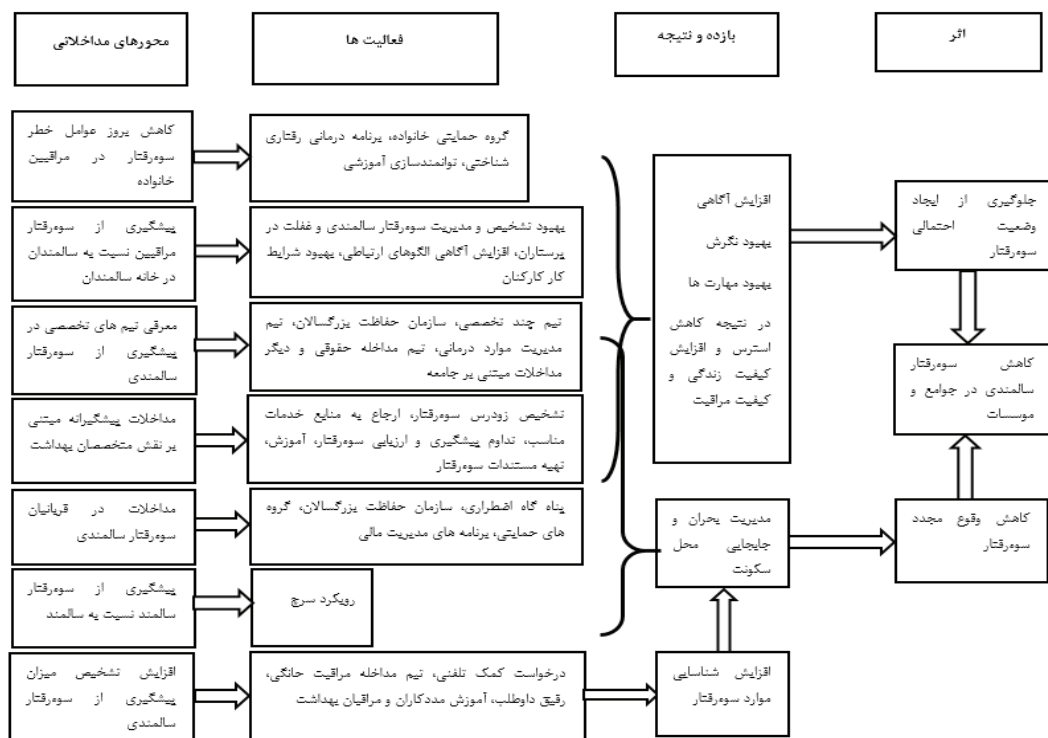 محورهای مداخلاتی
فعالیت ها
بازده و نتیجه
اثر
کاهش بروز عوامل خطر
سوءرفتار در مراقبین
خانواده
گروه حمایتی خانواده، برنامه درمانی رفتاری
شناختی، توانمندسازی آموزشی
پیشگیری از سوءرفتار
مراقبین نسبت به سالمندان
در خانه سالمندان
بهبود تشخیص و مدیریت سوءرفتار سالمندی و غفلت در
پرستاران، افزایش آگاهی الگوهای ارتباطی، بهبود شرایط
کار کارکنان
معرفی تیم های تخصصی در
پیشگیری از سوءرفتار
سالمندی
تیم چند تخصصی، سازمان حفاظت بزرگسالان، تیم
مدیریت موارد درمانی، تیم مداخله حقوقی و دیگر
مداخلات مبتنی بر جامعه
مداخلات پیشگیرانه مبتنی
بر نقش متخصصان بهداشت
تشخیص زودرس سوءرفتار، ارجاع به منابع خدمات
مناسب، تداوم پیشگیری و ارزیابی سوءرفتار، آموزش،
تهیه مستندات سوءرفتار
مداخلات در قربانیان
سوءرفتار سالمندی
پناه گاه اضطراری، سازمان حفاظت بزرگسالان، گروه
های حمایتی، برنامه های مدیریت مالی
پیشگیری از سوءرفتار
سالمند نسبت به سالمند
رویکرد سرچ
افزایش تشخیص میزان
پیشگیری از سوءرفتار
سالمندی
درخواست کمک تلفنی، تیم مداخله مراقبت خانگی،
رفیق داوطلب، آموزش مددکاران و مراقبان بهداشت
افزایش آگاهی
بهبود نگرش
بهبود مهارت ها
در نتیجه کاهش
استرس و افزایش
کیفیت زندگی و
کیفیت مراقبت
مدیریت بحران و
جابجایی محل
سکونت
افزایش شناسایی
موارد سوءرفتار
جلوگیری از ایجاد
وضعیت احتمالی
سوءرفتار
کاهش سوءرفتار
سالمندی در جوامع و
موسسات
کاهش وقوع مجدد
سوءرفتار